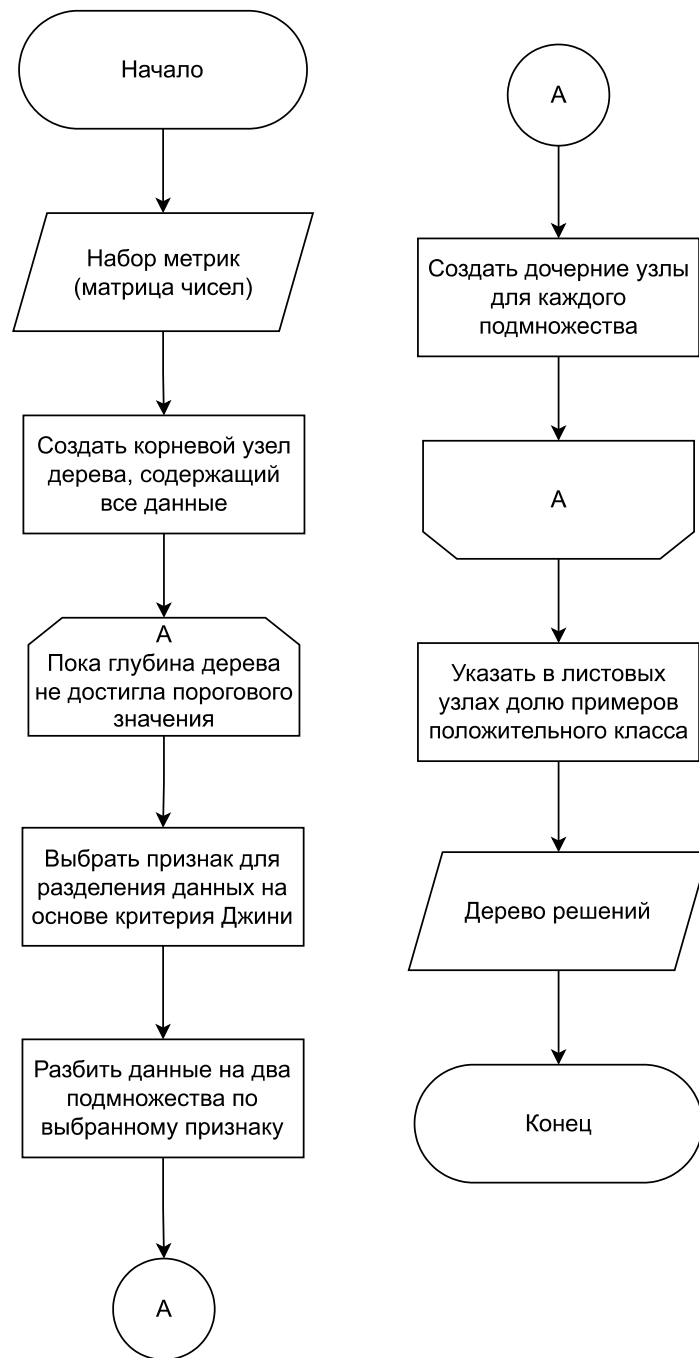 Начало
Набор метрик
(матрица чисел)
Создать корневой узел
дерева, содержащий
все данные
А
Пока глубина дерева
не достигла порогового
значения
Выбрать признак для
разделения данных на
основе критерия Джини
Разбить данные на два
подмножества по
выбранному признаку
А
А
Создать дочерние узлы
для каждого
подмножества
А
Указать в листовых
узлах долю примеров
положительного класса
Дерево решений
Конец